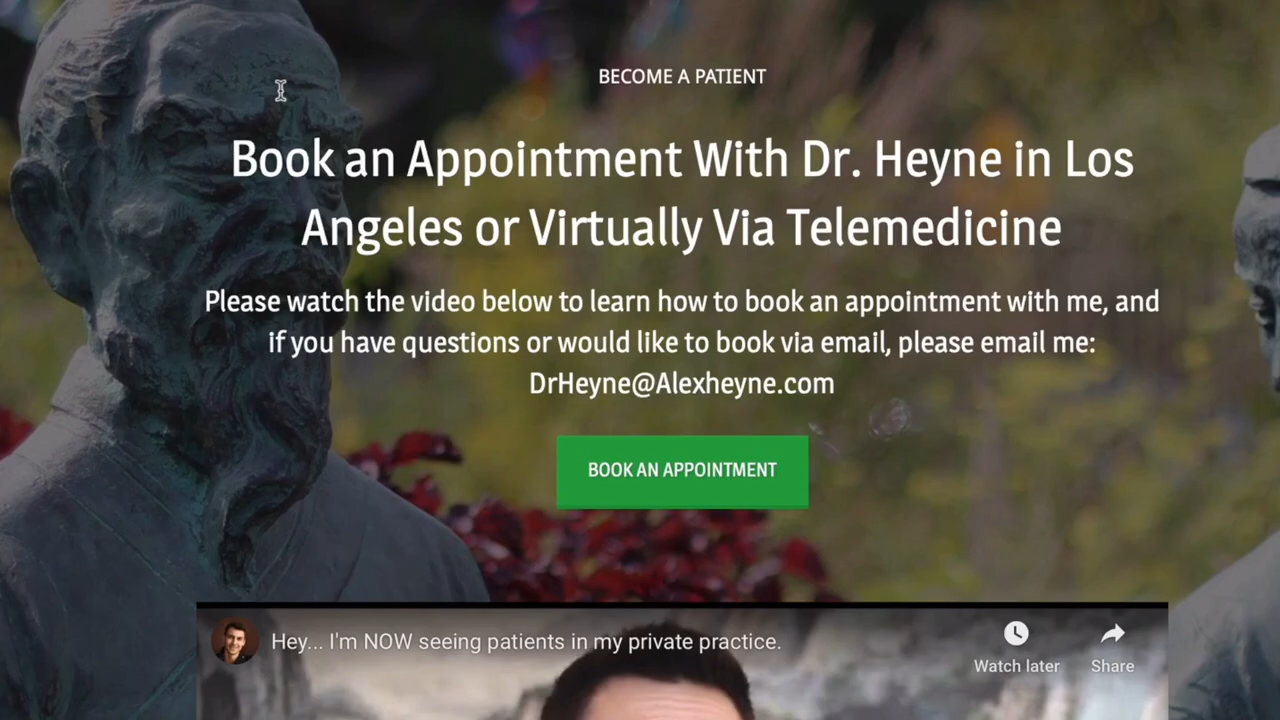 BECOME A PATIENT
Book an Appointment With Dr. Heyne in Los
Angeles or Virtually Via Telemedicine
Please watch the video below to learn how to book an appointment with me, and
if you have questions or would like to book via email, please email me:
DrHeyne@Alexheyne.com
BOOK AN APPOINTMENT
Hey... I'm NOW seeing patients in my private practice.
Watch later
Share